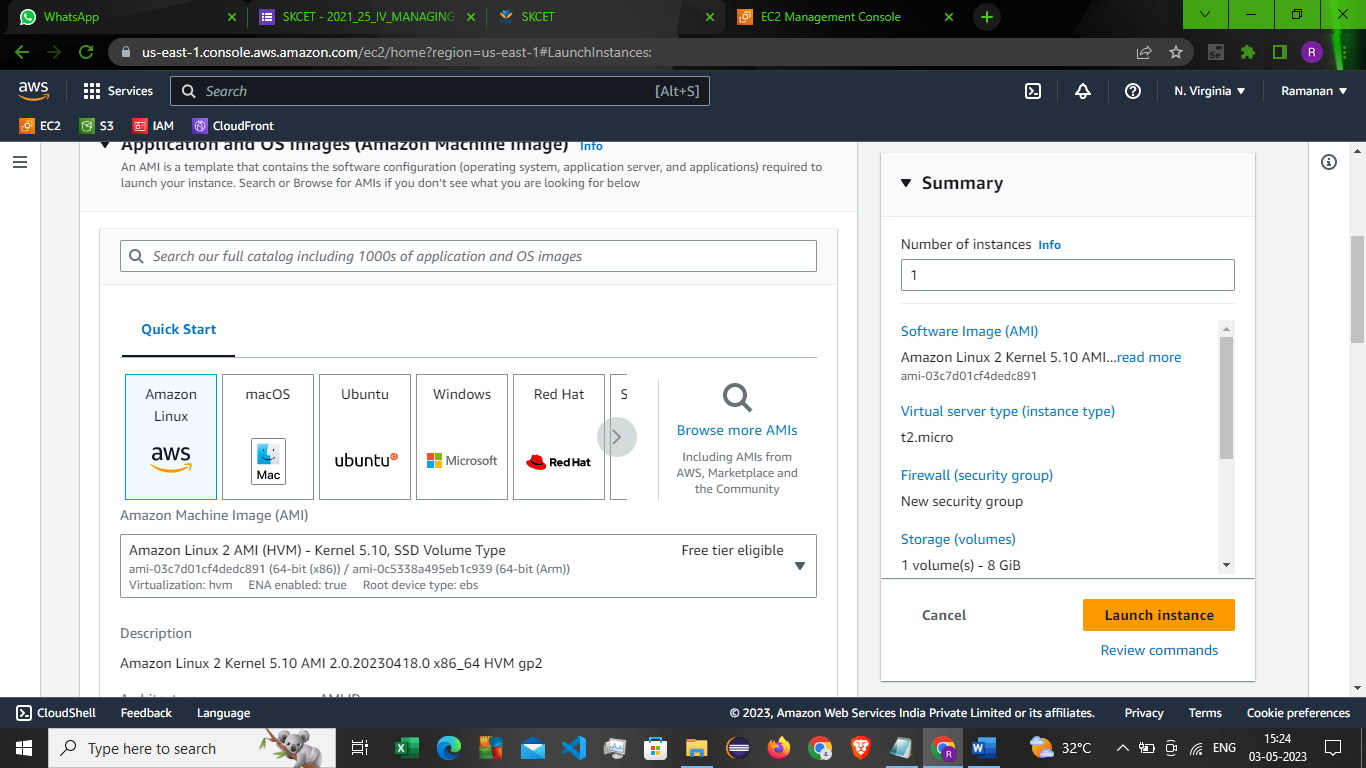 WhatsApp
SKCET - 2021_25_IV_MANAGING
SKCET
EC2 Management Console
us-east-1.console.aws.amazon.com/ec2/home?region=us-east-1#LaunchInstances:
R
aws
Services
Search
[Alt+S]
N. Virginia
Ramanan
EC2
S3
IAM
CloudFront
Application and OS Images (Amazon Machine Image) Info
An AMI is a template that contains the software configuration (operating system, application server, and applications) required to
launch your instance. Search or Browse for AMIs if you don't see what you are looking for below
Search our full catalog including 1000s of application and OS images
Quick Start
Amazon
Linux
aws
macOS
Mac
Ubuntu
ubuntu
Windows
Microsoft
Red Hat
Red Hat
S
Browse more AMIs
Including AMIs from
AWS, Marketplace and
the Community
Amazon Machine Image (AMI)
Amazon Linux 2 AMI (HVM) - Kernel 5.10, SSD Volume Type
Free tier eligible
ami-03c7d01cf4dedc891 (64-bit (x86)) / ami-0c5338a495eb1c939 (64-bit (Arm))
Virtualization: hvm ENA enabled: true Root device type: ebs
Description
Amazon Linux 2 Kernel 5.10 AMI 2.0.20230418.0 x86_64 HVM gp2
Summary
Number of instances Info
1
Software Image (AMI)
Amazon Linux 2 Kernel 5.10 AMI...read more
ami-03c7d01cf4dedc891
Virtual server type (instance type)
t2.micro
Firewall (security group)
New security group
Storage (volumes)
1 volume(s) - 8 GiB
Cancel
Launch instance
Review commands
CloudShell
Feedback
Language
© 2023, Amazon Web Services India Private Limited or its affiliates.
Privacy
Terms
Cookie preferences
Type here to search
32°C
ENG
15:24
03-05-2023